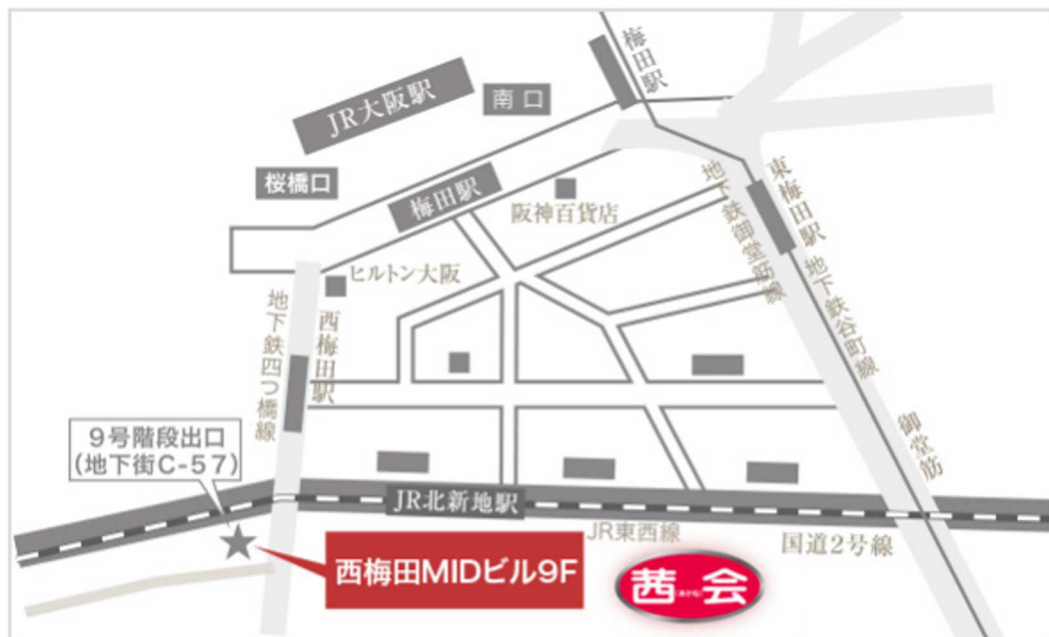 梅田駅
JR大阪駅
南口
桜橋口
梅田駅
阪神百貨店
東梅田駅
地下鉄御堂筋線
ヒルトン大阪
地下鉄谷町線
地下鉄四つ橋線
西梅田駅
9号階段出口
(地下街C-57)
御堂筋
JR北新地駅
JR東西線
国道2号線
西梅田MIDビル9F
茜会